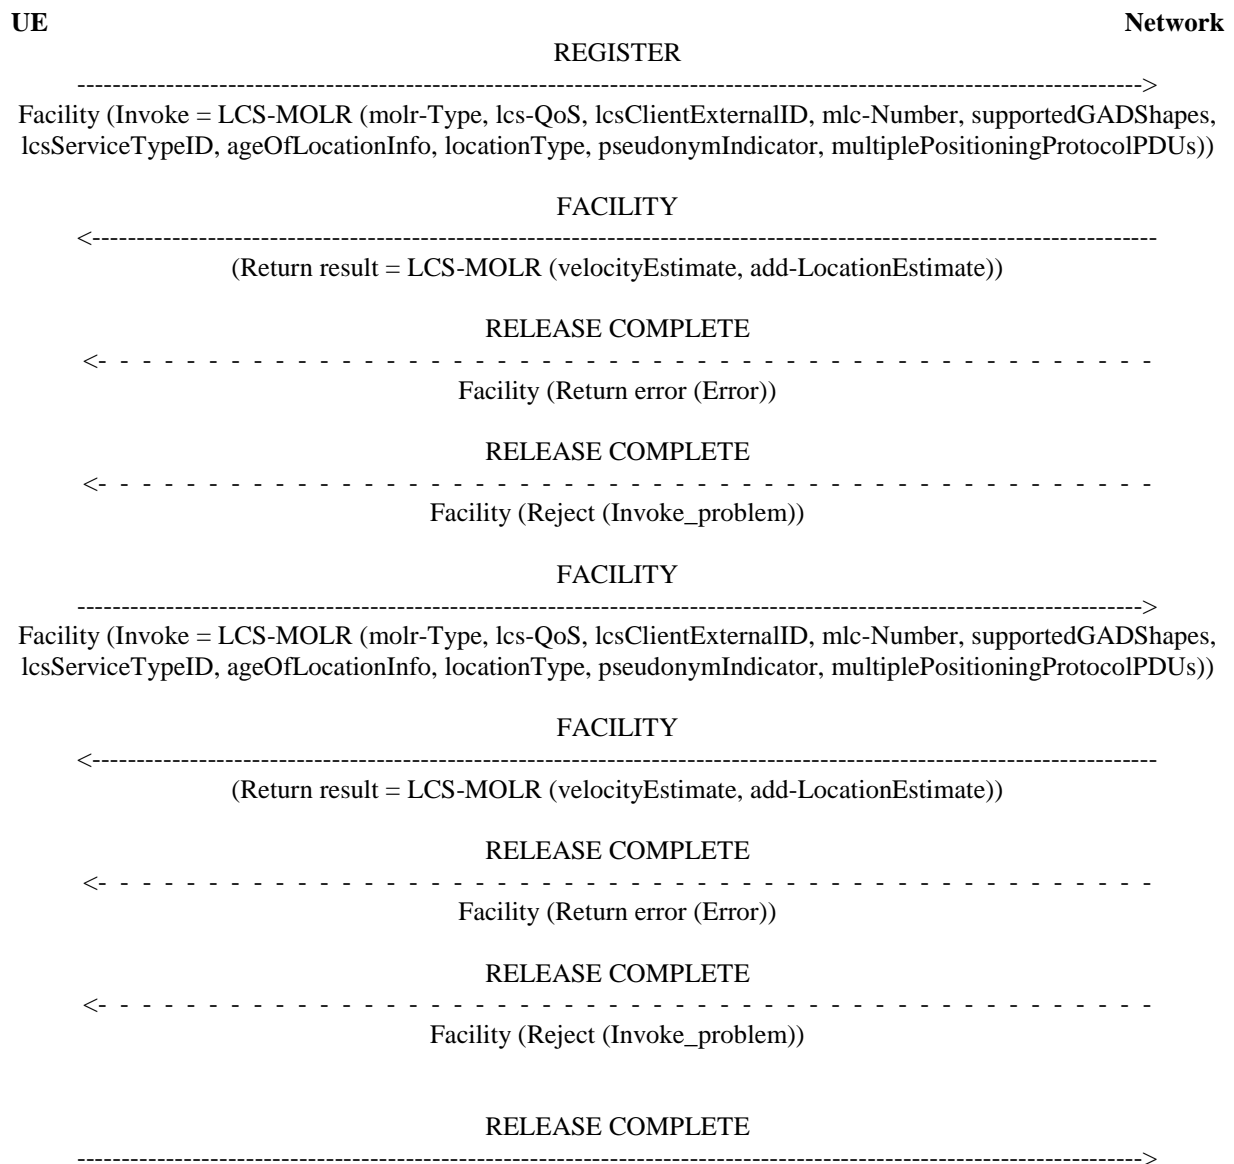 UE Network
REGISTER
------------------------------------------------------------------------------------------------------------------------>
Facility (Invoke = LCS-MOLR (molr-Type, lcs-QoS, lcsClientExternalID, mlc-Number, supportedGADShapes,
lcsServiceTypeID, ageOfLocationInfo, locationType, pseudonymIndicator, multiplePositioningProtocolPDUs))
FACILITY
<------------------------------------------------------------------------------------------------------------------------
(Return result = LCS-MOLR (velocityEstimate, add-LocationEstimate))
RELEASE COMPLETE
<- - - - - - - - - - - - - - - - - - - - - - - - - - - - - - - - - - - - - - - - - - - - - - -
Facility (Return error (Error))
RELEASE COMPLETE
<- - - - - - - - - - - - - - - - - - - - - - - - - - - - - - - - - - - - - - - - - - - - - - -
Facility (Reject (Invoke_problem))
FACILITY
------------------------------------------------------------------------------------------------------------------------>
Facility (Invoke = LCS-MOLR (molr-Type, lcs-QoS, lcsClientExternalID, mlc-Number, supportedGADShapes,
lcsServiceTypeID, ageOfLocationInfo, locationType, pseudonymIndicator, multiplePositioningProtocolPDUs))
FACILITY
<------------------------------------------------------------------------------------------------------------------------
(Return result = LCS-MOLR (velocityEstimate, add-LocationEstimate))
RELEASE COMPLETE
<- - - - - - - - - - - - - - - - - - - - - - - - - - - - - - - - - - - - - - - - - - - - - - -
Facility (Return error (Error))
RELEASE COMPLETE
<- - - - - - - - - - - - - - - - - - - - - - - - - - - - - - - - - - - - - - - - - - - - - - -
Facility (Reject (Invoke_problem))
RELEASE COMPLETE
------------------------------------------------------------------------------------------------------------------------>